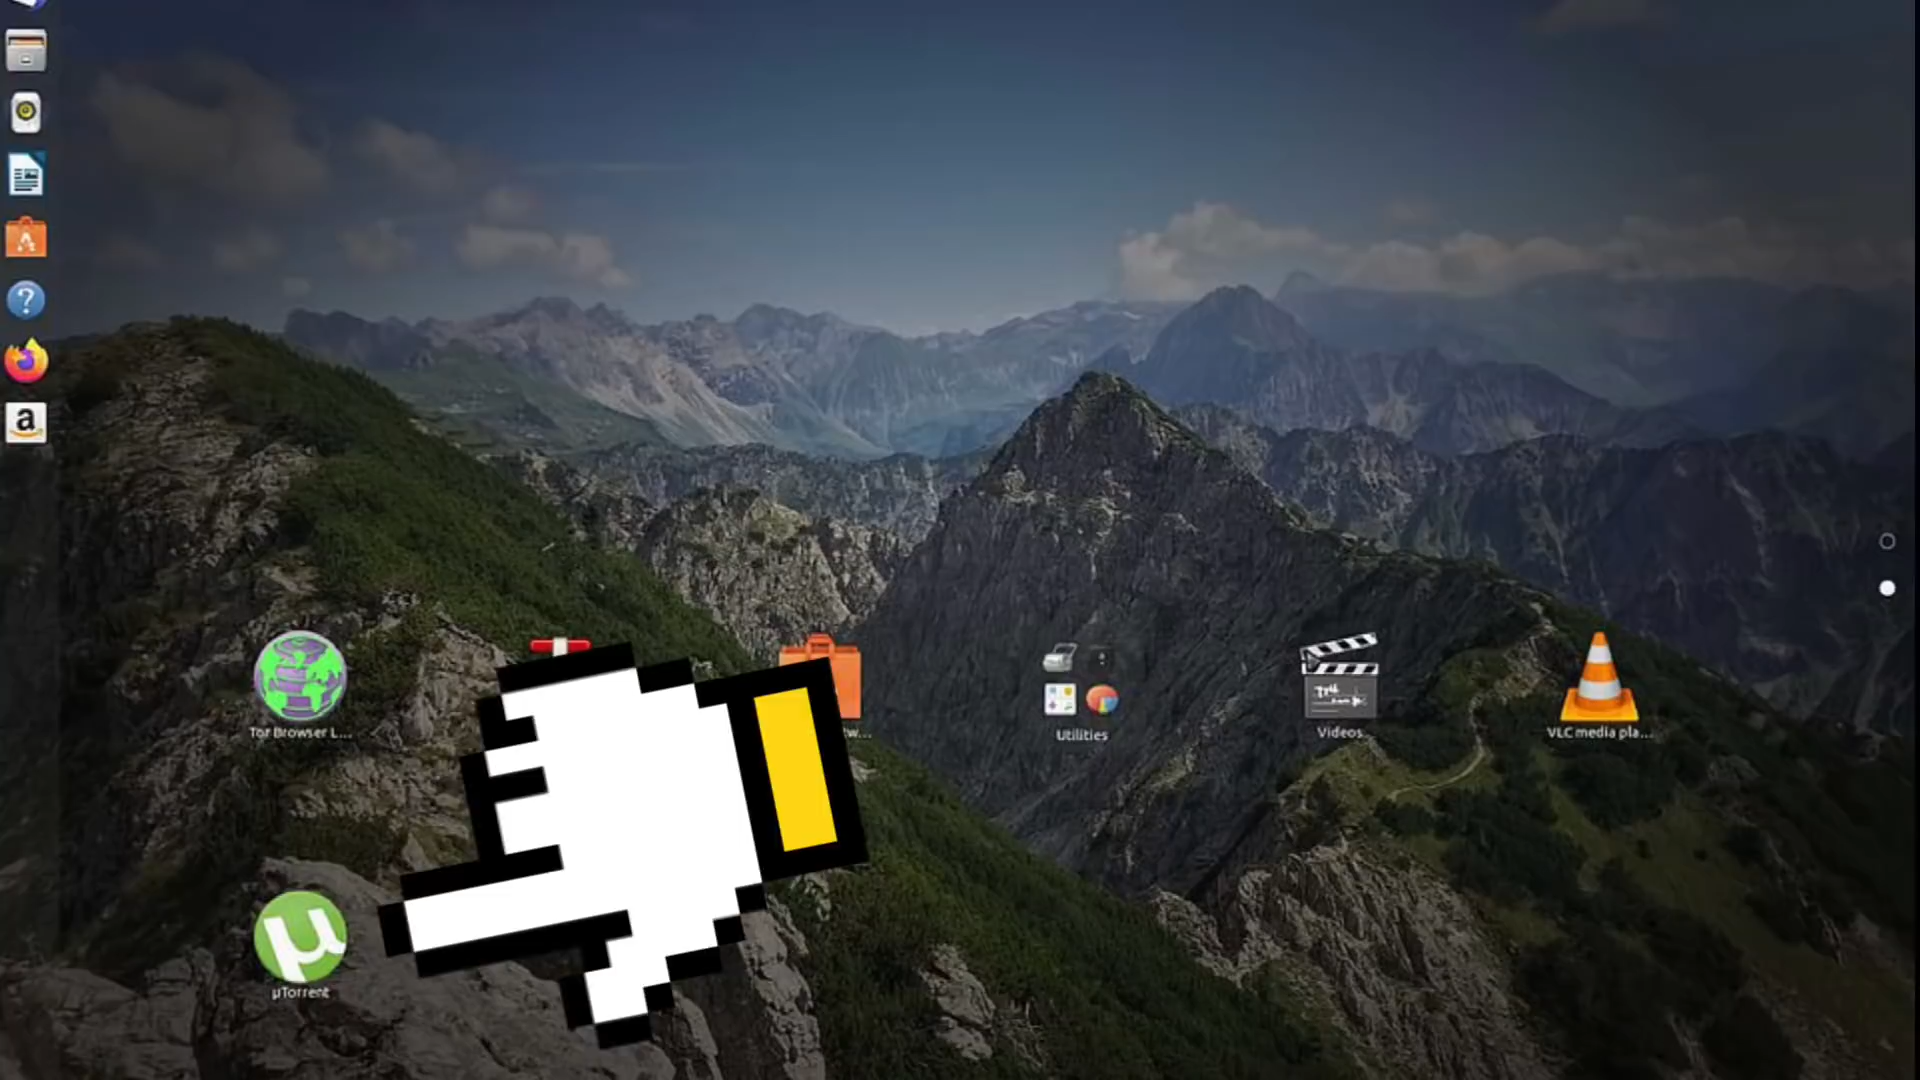 a
Tor Browser L...
w...
Utilities
Videos
VLC media pla...
µ
µTorrent